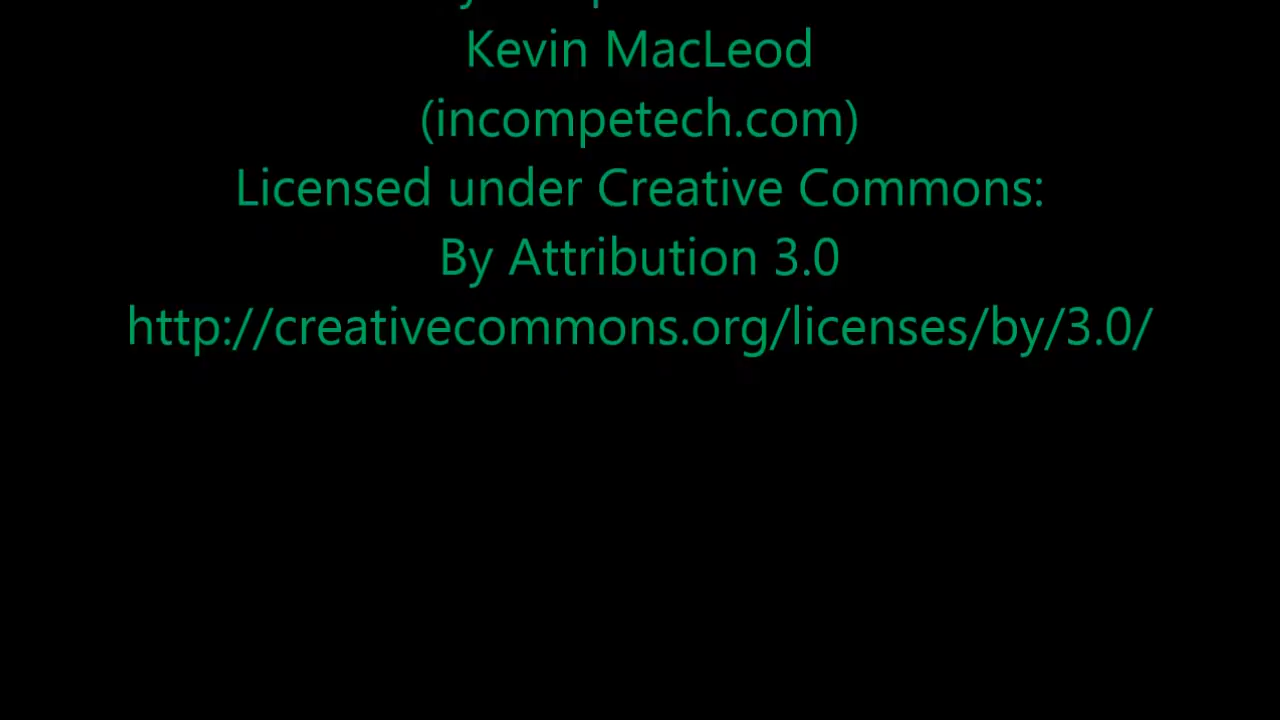 Kevin MacLeod
(incompetech.com)
Licensed under Creative Commons:
By Attribution 3.0
http://creativecommons.org/licenses/by/3.0/